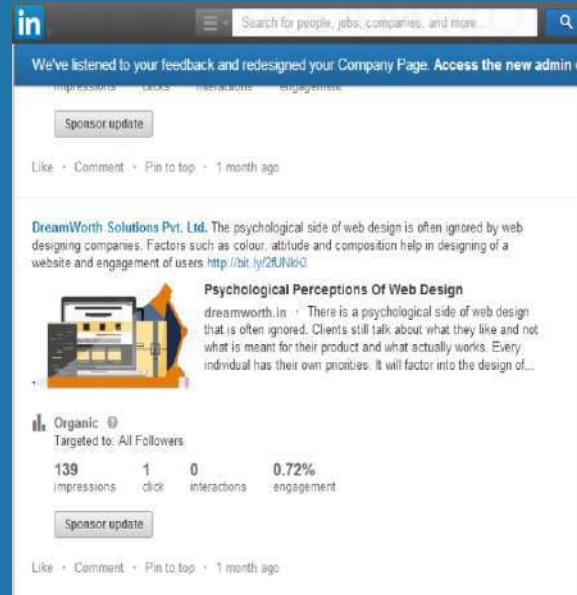 in
Search for people, jobs, companies, and more...
We've listened to your feedback and redesigned your Company Page. Access the new admin
impressions clicks interactions engagement
Sponsor update
Like · Comment · Pin to top · 1 month ago
DreamWorth Solutions Pvt. Ltd. The psychological side of web design is often ignored by web
designing companies. Factors such as colour, attitude and composition help in designing of a
website and engagement of users
Psychological Perceptions Of Web Design
dreamworth.in · There is a psychological side of web design
that is often ignored. Clients still talk about what they like and not
what is meant for their product and what actually works. Every
individual has their own priorities. It will factor into the design of...
Organic
Targeted to: All Followers
139 1 0 0.72%
impressions click interactions engagement
Sponsor update
Like · Comment · Pin to top · 1 month ago